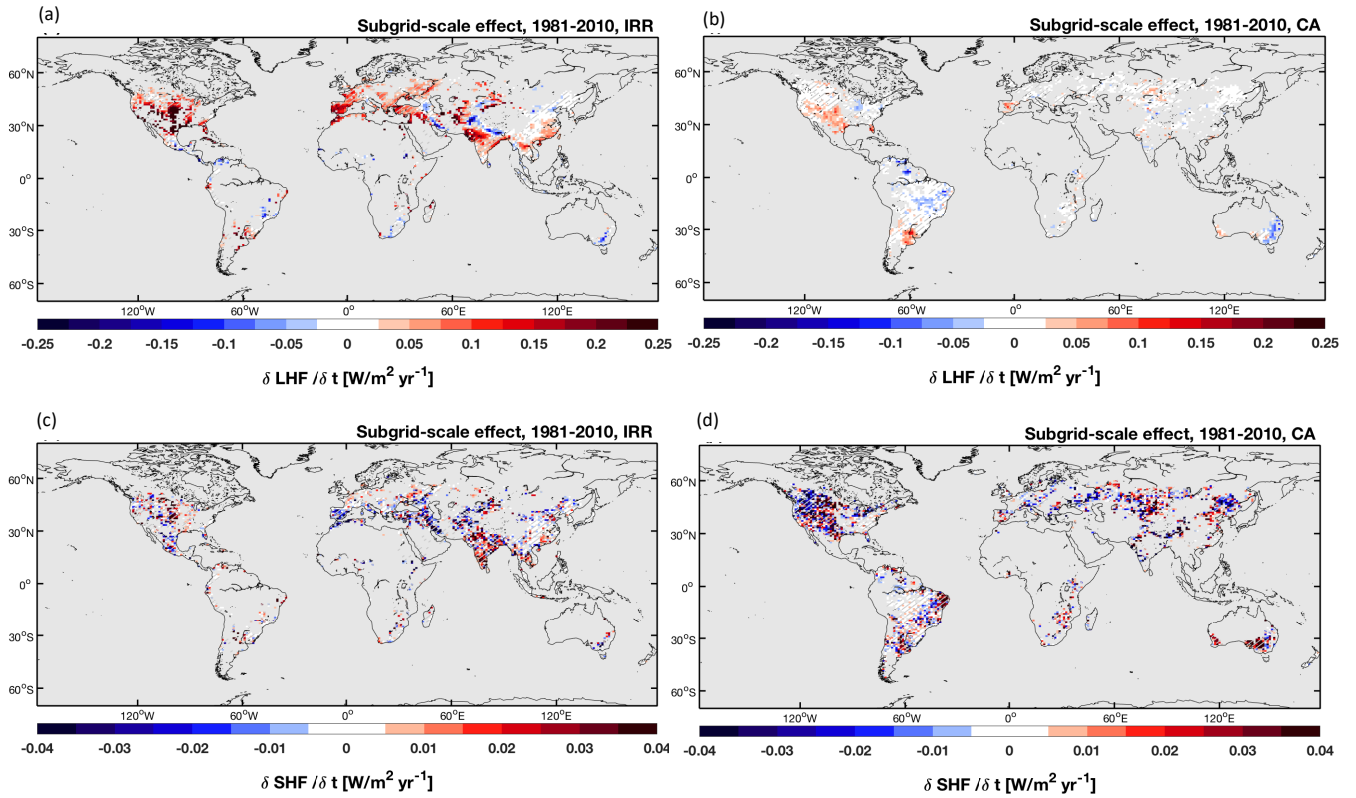 (a)
Subgrid-scale effect, 1981-2010, IRR
60°N
30°N
0°
30°S
60°S
120°W 60°W 0° 60°E 120°E
-0.25 -0.2 -0.15 -0.1 -0.05 0 0.05 0.1 0.15 0.2 0.25
δ LHF /δ t [W/m² yr⁻¹]
(b)
Subgrid-scale effect, 1981-2010, CA
60°N
30°N
0°
30°S
60°S
120°W 60°W 0° 60°E 120°E
-0.25 -0.2 -0.15 -0.1 -0.05 0 0.05 0.1 0.15 0.2 0.25
δ LHF /δ t [W/m² yr⁻¹]
(c)
Subgrid-scale effect, 1981-2010, IRR
60°N
30°N
0°
30°S
60°S
120°W 60°W 0° 60°E 120°E
-0.04 -0.03 -0.02 -0.01 0 0.01 0.02 0.03 0.04
δ SHF /δ t [W/m² yr⁻¹]
(d)
Subgrid-scale effect, 1981-2010, CA
60°N
30°N
0°
30°S
60°S
120°W 60°W 0° 60°E 120°E
-0.04 -0.03 -0.02 -0.01 0 0.01 0.02 0.03 0.04
δ SHF /δ t [W/m² yr⁻¹]